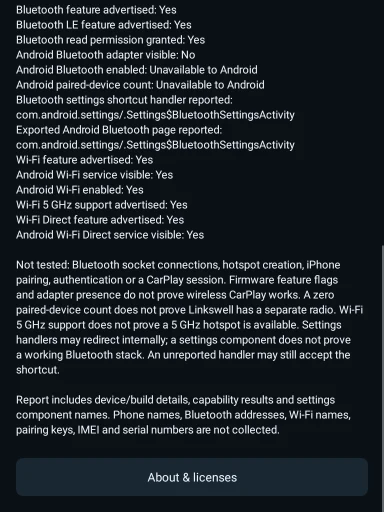 Bluetooth feature advertised: Yes
Bluetooth LE feature advertised: Yes
Bluetooth read permission granted: Yes
Android Bluetooth adapter visible: No
Android Bluetooth enabled: Unavailable to Android
Android paired-device count: Unavailable to Android
Bluetooth settings shortcut handler reported:
com.android.settings/.Settings$BluetoothSettingsActivity
Exported Android Bluetooth page reported:
com.android.settings/.Settings$BluetoothSettingsActivity
Wi-Fi feature advertised: Yes
Android Wi-Fi service visible: Yes
Android Wi-Fi enabled: Yes
Wi-Fi 5 GHz support advertised: Yes
Wi-Fi Direct feature advertised: Yes
Android Wi-Fi Direct service visible: Yes
Not tested: Bluetooth socket connections, hotspot creation, iPhone
pairing, authentication or a CarPlay session. Firmware feature flags
and adapter presence do not prove wireless CarPlay works. A zero
paired-device count does not prove Linkswell has a separate radio. Wi-Fi
5 GHz support does not prove a 5 GHz hotspot is available. Settings
handlers may redirect internally; a settings component does not prove
a working Bluetooth stack. An unreported handler may still accept the
shortcut.
Report includes device/build details, capability results and settings
component names. Phone names, Bluetooth addresses, Wi-Fi names,
pairing keys, IMEI and serial numbers are not collected.
About & licenses